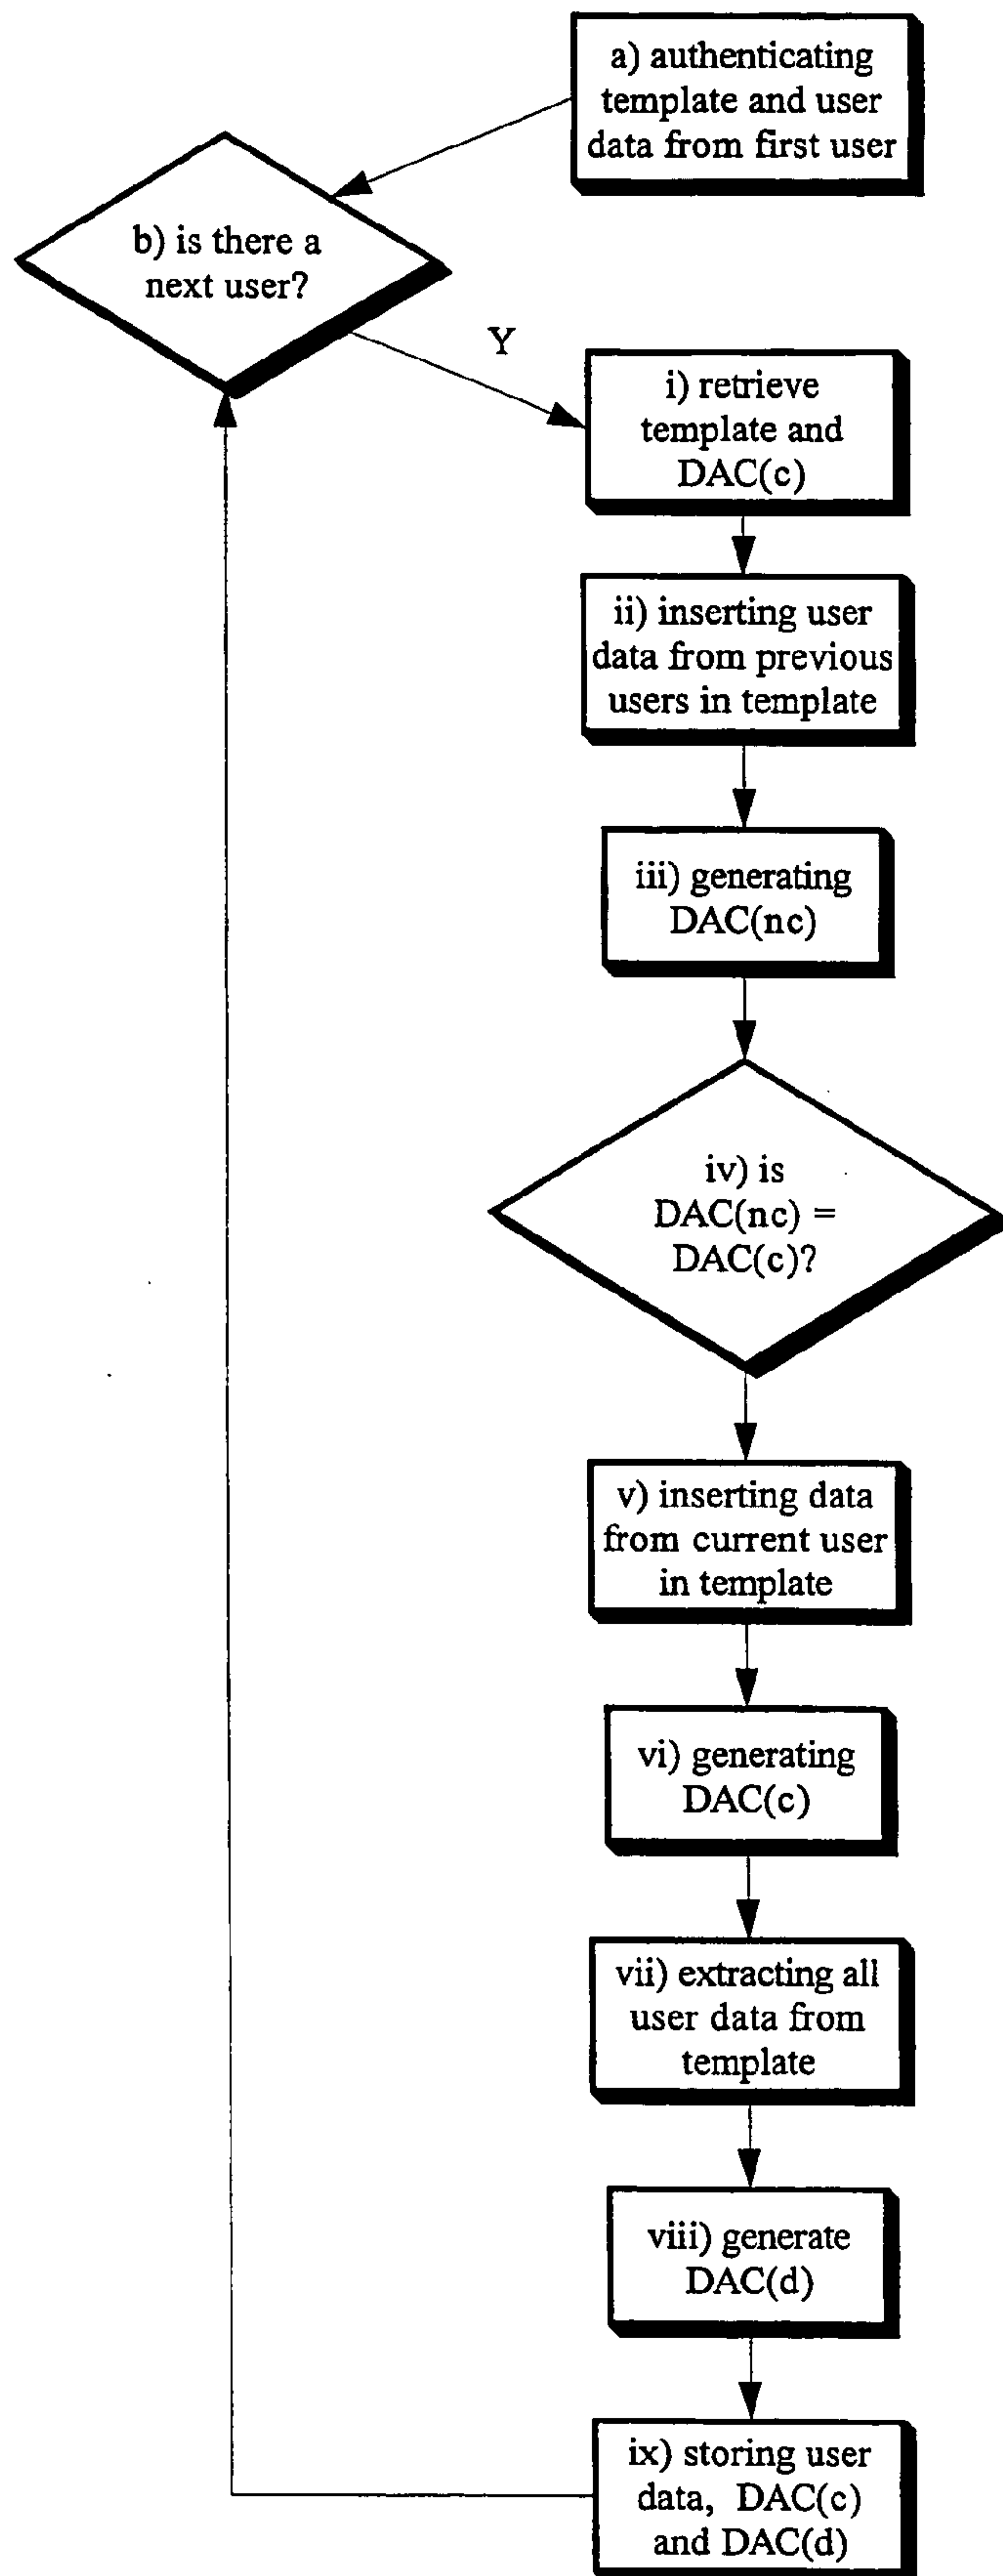 a) authenticating
template and user
data from first user
b) is there a
next user?
Y
i) retrieve
template and
DAC(c)
ii) inserting user
data from previous
users in template
iii) generating
DAC(nc)
iv) is
DAC(nc) =
DAC(c)?
v) inserting data
from current user
in template
vi) generating
DAC(c)
vii) extracting all
user data from
template
viii) generate
DAC(d)
ix) storing user
data, DAC(c)
and DAC(d)